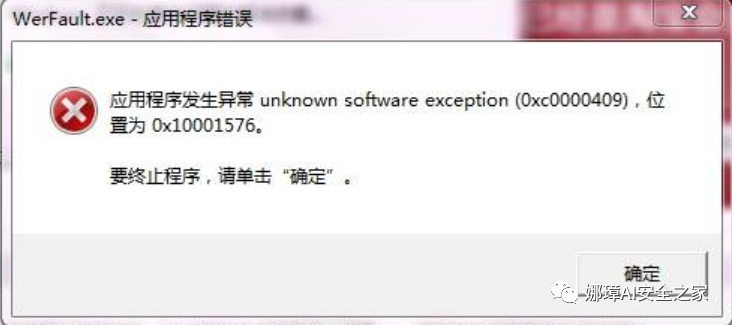 WerFault.exe - 应用程序错误
应用程序发生异常 unknown software exception (0xc0000409)，位
置为 0x10001576。
要终止程序，请单击“确定”。
确定
娜璋AI安全之家